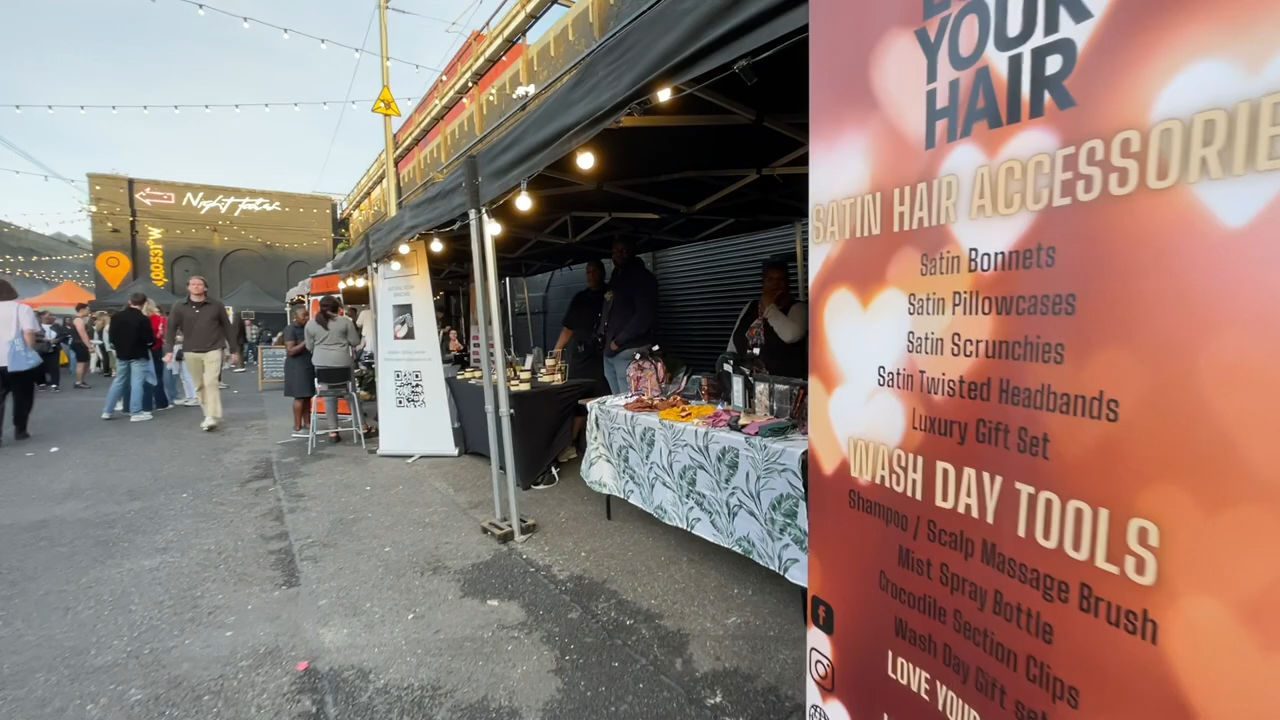 Night
YOUR
HAIR
SATIN HAIR ACCESSORIE
Satin Bonnets
Satin Pillowcases
Satin Scrunchies
Satin Twisted Headbands
Luxury Gift Set
WASH DAY TOOLS
Shampoo / Scalp Massage Brush
Mist Spray Bottle
Crocodile Section Clips
Wash Day Gift set
LOVE YOUR